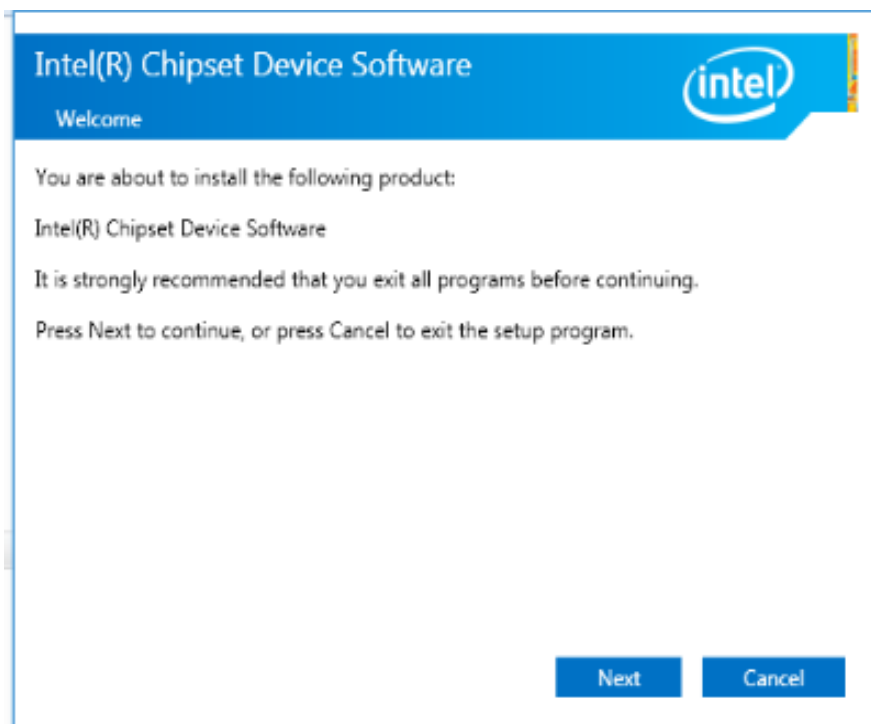 Intel(R) Chipset Device Software
intel
Welcome
You are about to install the following product:
Intel(R) Chipset Device Software
It is strongly recommended that you exit all programs before continuing.
Press Next to continue, or press Cancel to exit the setup program.
Next
Cancel